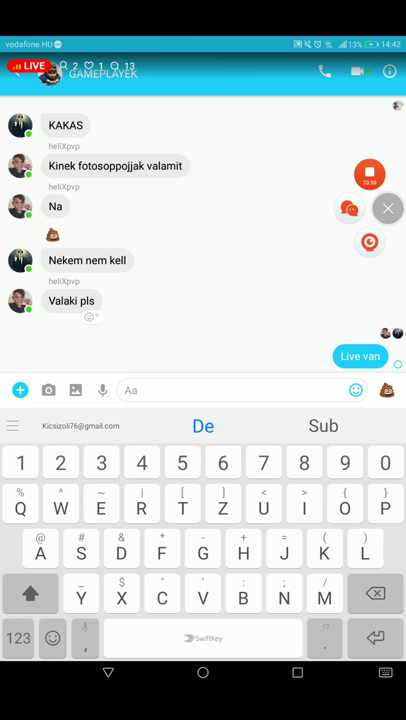 vodafone HU 13% 14:42
LIVE 2 1 13
GAMEPLAYEK
KAKAS
heliXpvp
Kinek fotosoppojjak valamit
heliXpvp
Na
23:58
Nekem nem kell
heliXpvp
Valaki pls
Live van
Aa
Kicsizoli76@gmail.com De Sub
1 2 3 4 5 6 7 8 9 0
% ^ ~ | [ ] < > { }
Q W E R T Z U I O P
@ # & * - + = ( )
A S D F G H J K L
_ $ " ' : ; /
Y X C V B N M
123 , SwiftKey ,!? .